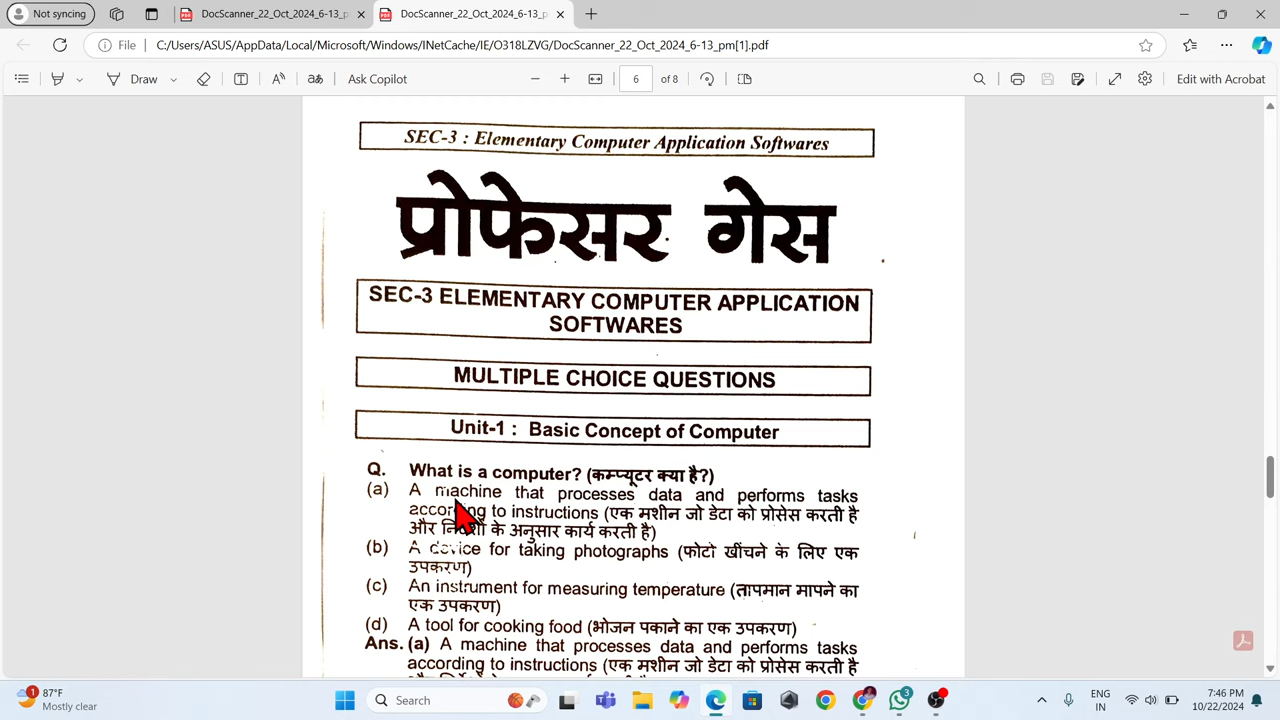 Not syncing
DocScanner_22_Oct_2024_6-13_p
DocScanner_22_Oct_2024_6-13_p
File
C:/Users/ASUS/AppData/Local/Microsoft/Windows/INetCache/IE/O318LZVG/DocScanner_22_Oct_2024_6-13_pm[1].pdf
Draw
Ask Copilot
6 of 8
Edit with Acrobat
SEC-3 : Elementary Computer Application Softwares
प्रोफेसर गेस
SEC-3 ELEMENTARY COMPUTER APPLICATION
SOFTWARES
MULTIPLE CHOICE QUESTIONS
Unit-1 : Basic Concept of Computer
Q. What is a computer? (कम्प्यूटर क्या है?)
(a) A machine that processes data and performs tasks
according to instructions (एक मशीन जो डेटा को प्रोसेस करती है
और निर्देशों के अनुसार कार्य करती है)
(b) A device for taking photographs (फोटो खींचने के लिए एक
उपकरण)
(c) An instrument for measuring temperature (तापमान मापने का
एक उपकरण)
(d) A tool for cooking food (भोजन पकाने का एक उपकरण)
Ans. (a) A machine that processes data and performs tasks
according to instructions (एक मशीन जो डेटा को प्रोसेस करती है
1
87°F
Mostly clear
Search
3
ENG
IN
7:46 PM
10/22/2024